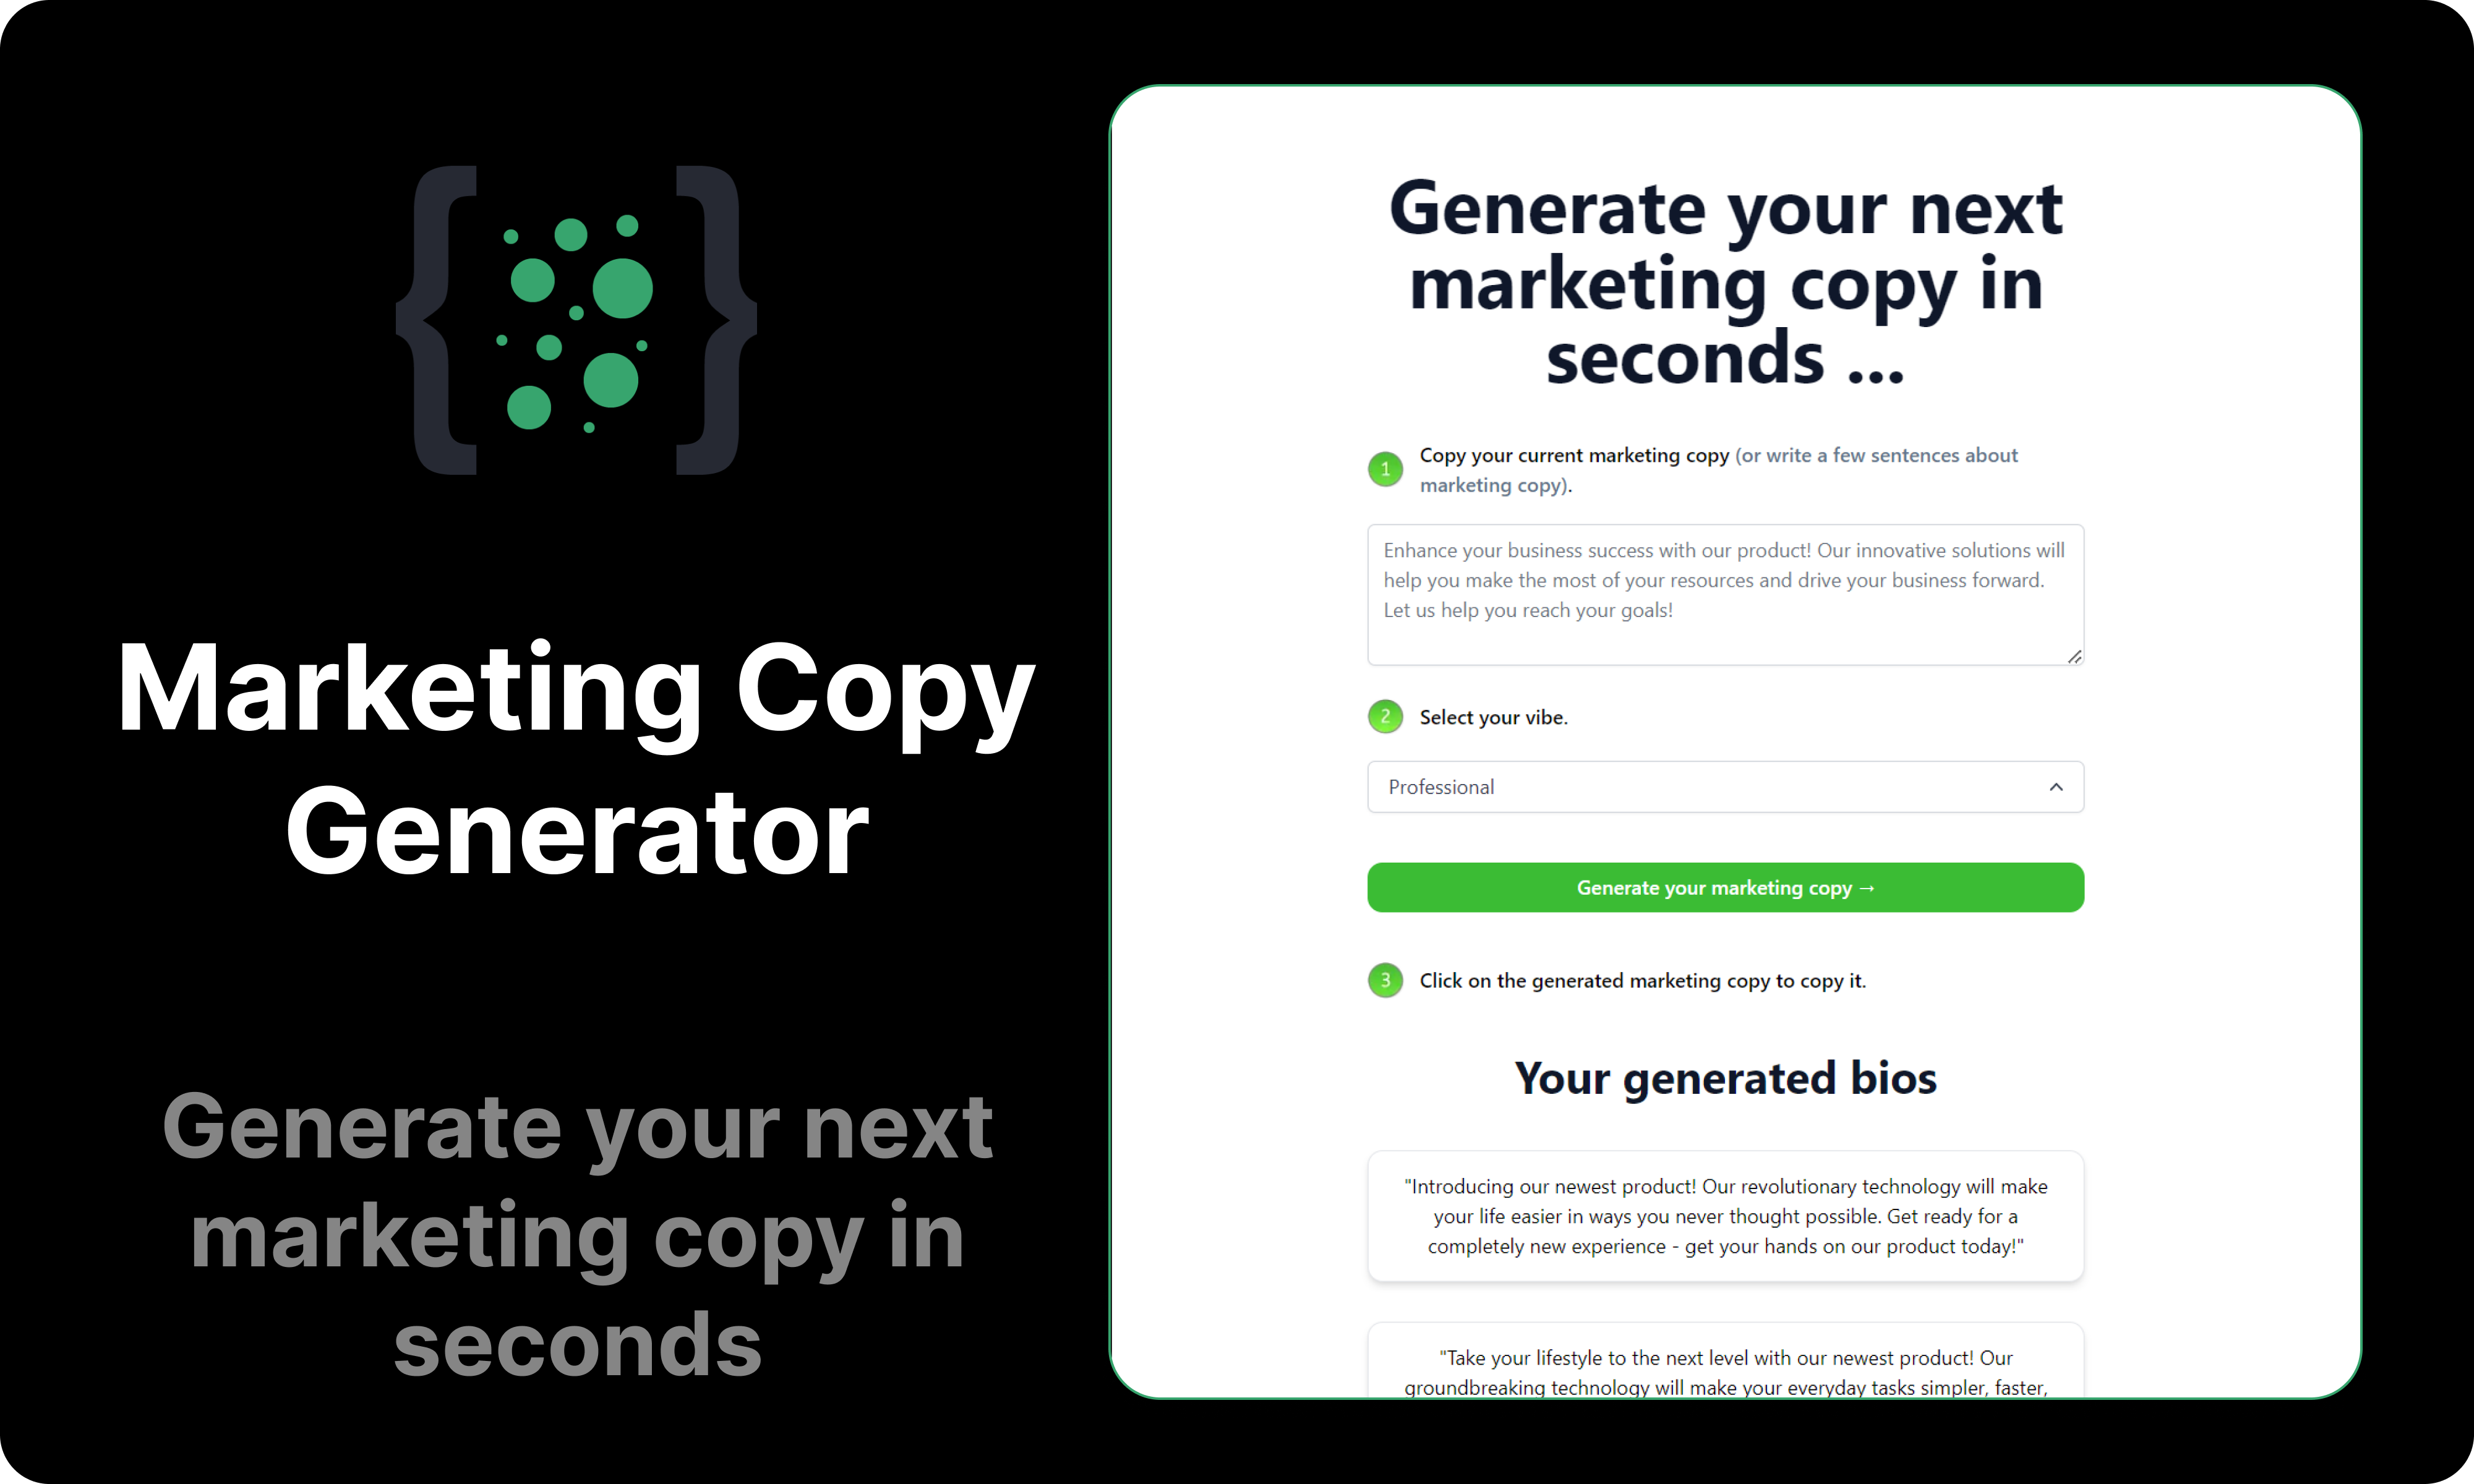 Marketing Copy
Generator
Generate your next
marketing copy in
seconds
Generate your next
marketing copy in
seconds ...
1
Copy your current marketing copy (or write a few sentences about
marketing copy).
Enhance your business success with our product! Our innovative solutions will
help you make the most of your resources and drive your business forward.
Let us help you reach your goals!
2 Select your vibe.
Professional
Generate your marketing copy →
3 Click on the generated marketing copy to copy it.
Your generated bios
"Introducing our newest product! Our revolutionary technology will make
your life easier in ways you never thought possible. Get ready for a
completely new experience - get your hands on our product today!"
"Take your lifestyle to the next level with our newest product! Our
groundbreaking technology will make your everyday tasks simpler, faster,